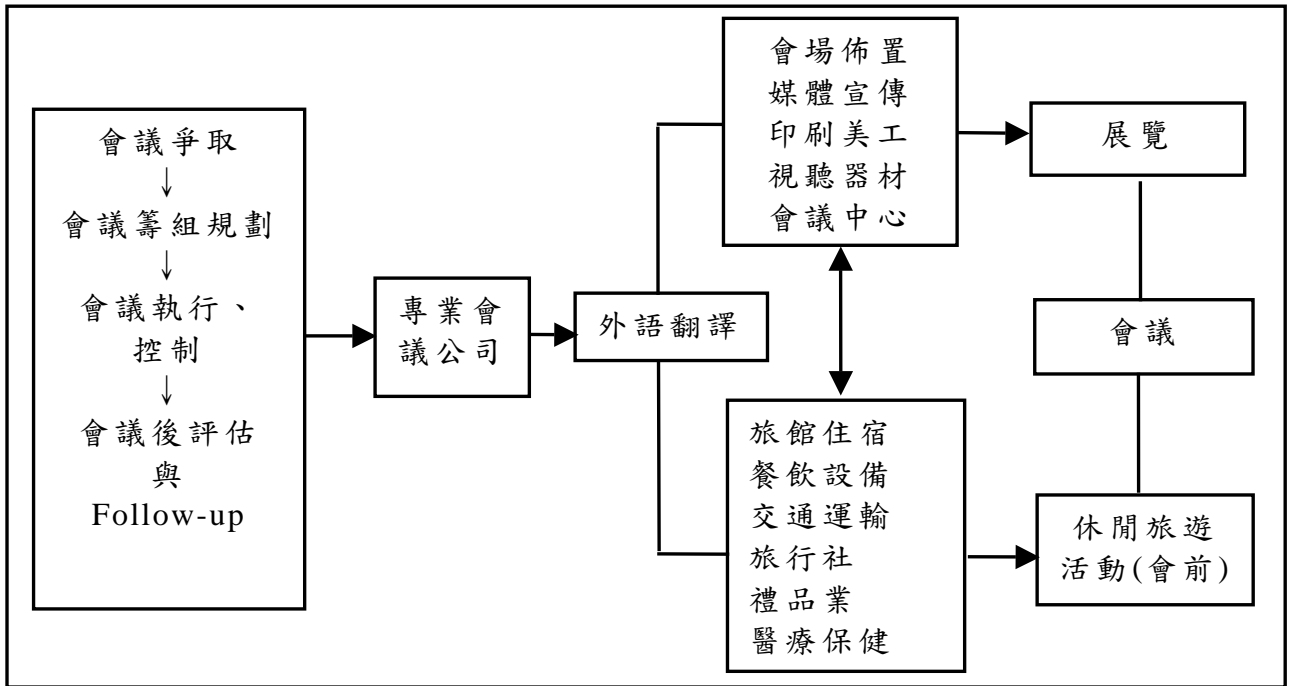 會議爭取
↓
會議籌組規劃
↓
會議執行、
控制
↓
會議後評估
與
Follow-up
專業會
議公司
外語翻譯
會場佈置
媒體宣傳
印刷美工
視聽器材
會議中心
旅館住宿
餐飲設備
交通運輸
旅行社
禮品業
醫療保健
展覽
會議
休閒旅遊
活動(會前)